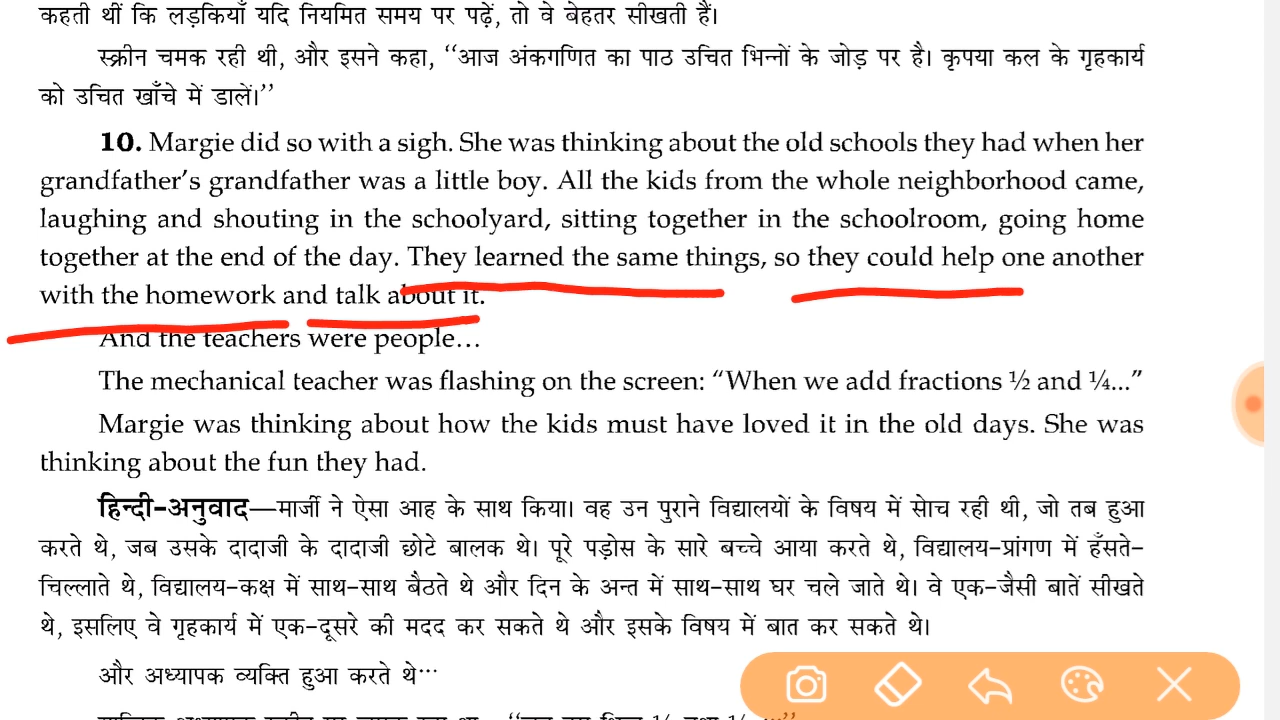 कहती थीं कि लड़कियाँ यदि नियमित समय पर पढ़ें, तो वे बेहतर सीखती हैं।
स्क्रीन चमक रही थी, और इसने कहा, ‘‘आज अंकगणित का पाठ उचित भिन्नों के जोड़ पर है। कृपया कल के गृहकार्य
को उचित खाँचे में डालें।’’
10. Margie did so with a sigh. She was thinking about the old schools they had when her
grandfather’s grandfather was a little boy. All the kids from the whole neighborhood came,
laughing and shouting in the schoolyard, sitting together in the schoolroom, going home
together at the end of the day. They learned the same things, so they could help one another
with the homework and talk about it.
And the teachers were people…
The mechanical teacher was flashing on the screen: “When we add fractions ½ and ¼...”
Margie was thinking about how the kids must have loved it in the old days. She was
thinking about the fun they had.
हिन्दी-अनुवाद—मार्जी ने ऐसा आह के साथ किया। वह उन पुराने विद्यालयों के विषय में सोच रही थी, जो तब हुआ
करते थे, जब उसके दादाजी के दादाजी छोटे बालक थे। पूरे पड़ोस के सारे बच्चे आया करते थे, विद्यालय-प्रांगण में हँसते-
चिल्लाते थे, विद्यालय-कक्ष में साथ-साथ बैठते थे और दिन के अन्त में साथ-साथ घर चले जाते थे। वे एक-जैसी बातें सीखते
थे, इसलिए वे गृहकार्य में एक-दूसरे की मदद कर सकते थे और इसके विषय में बात कर सकते थे।
और अध्यापक व्यक्ति हुआ करते थे…